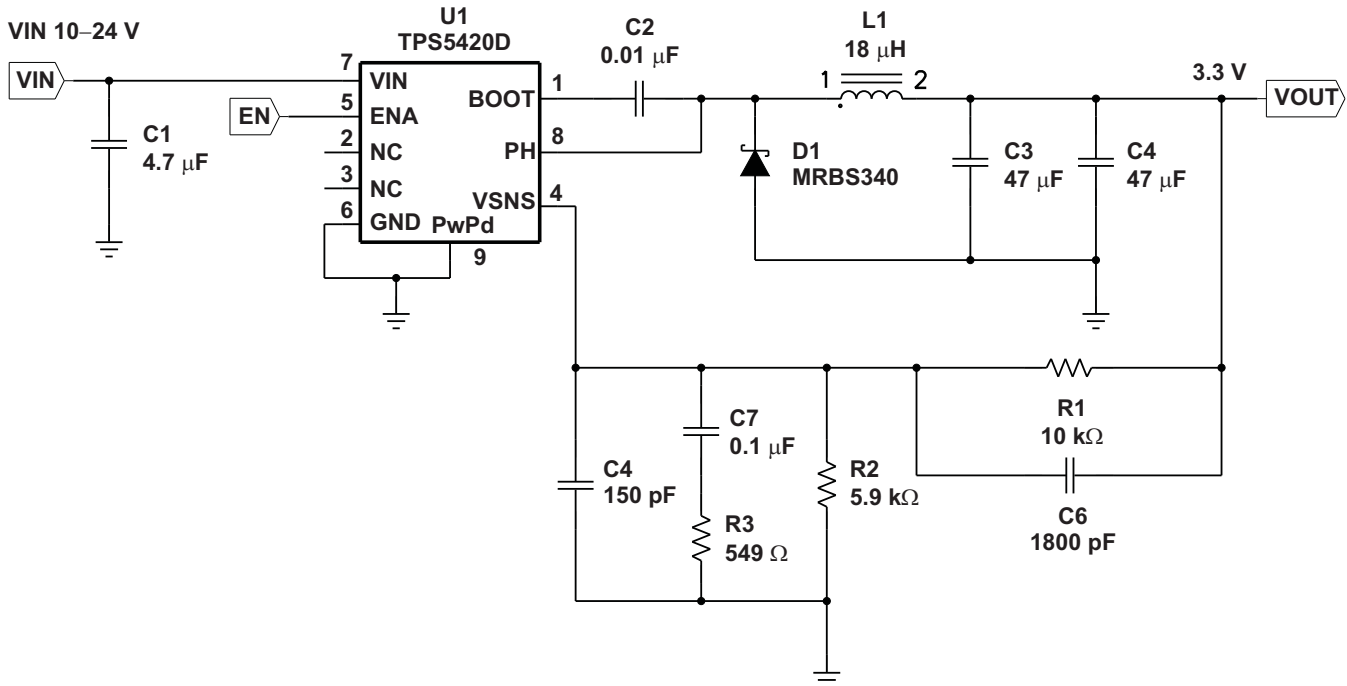 U1
TPS5420D
VIN 10–24 V
VIN
EN
C1
4.7 μF
7
5
2
3
6
VIN
ENA
NC
NC
GND
BOOT
PH
VSNS
PwPd
1
8
4
9
C2
0.01 μF
L1
18 μH
1
2
3.3 V
VOUT
D1
MRBS340
C3
47 μF
C4
47 μF
C4
150 pF
C7
0.1 μF
R3
549 Ω
R2
5.9 kΩ
R1
10 kΩ
C6
1800 pF